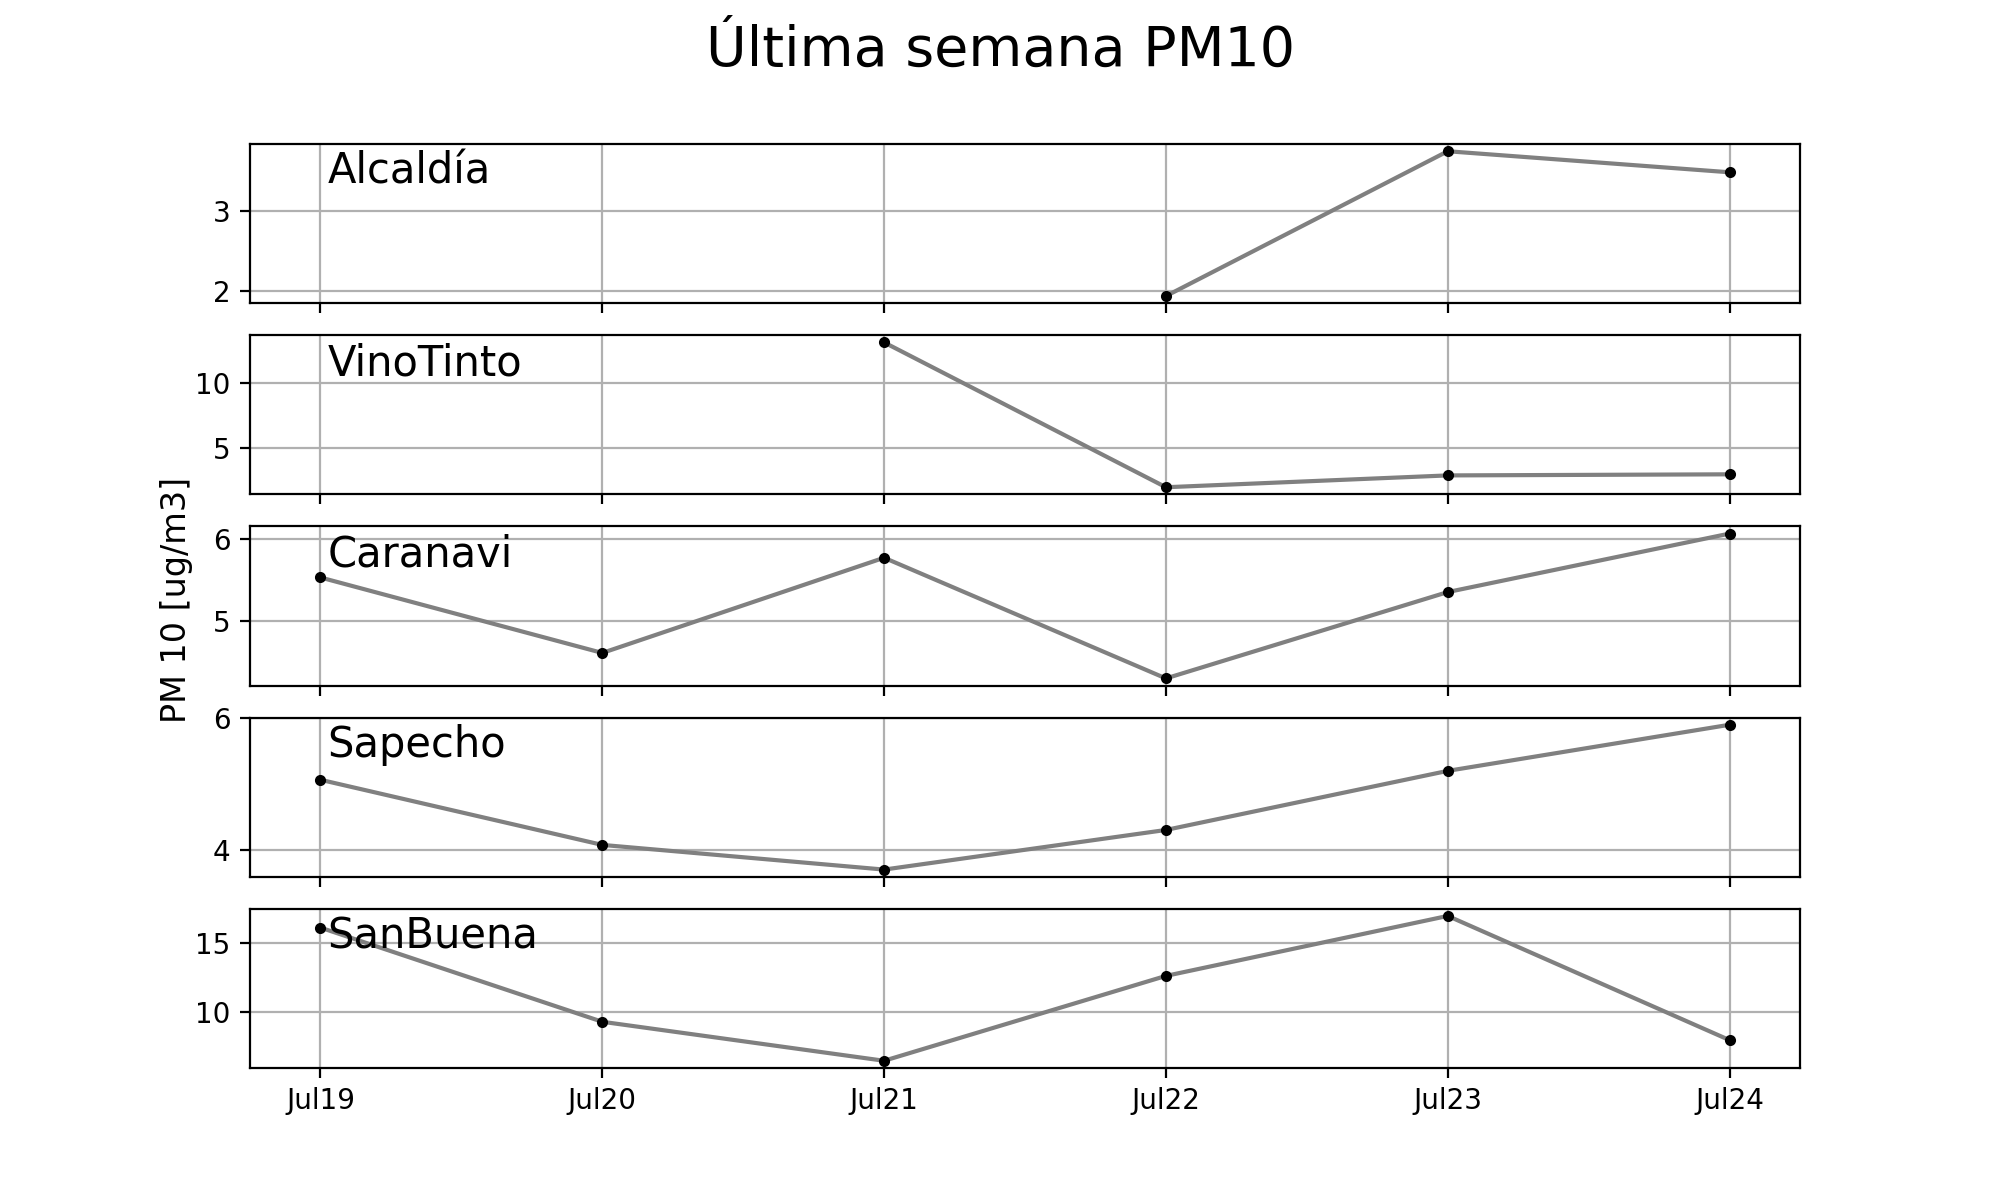 Última semana PM10
Alcaldía
3
2
VinoTinto
10
5
PM 10 [ug/m3]
Caranavi
6
5
Sapecho
6
4
SanBuena
15
10
Jul19 Jul20 Jul21 Jul22 Jul23 Jul24